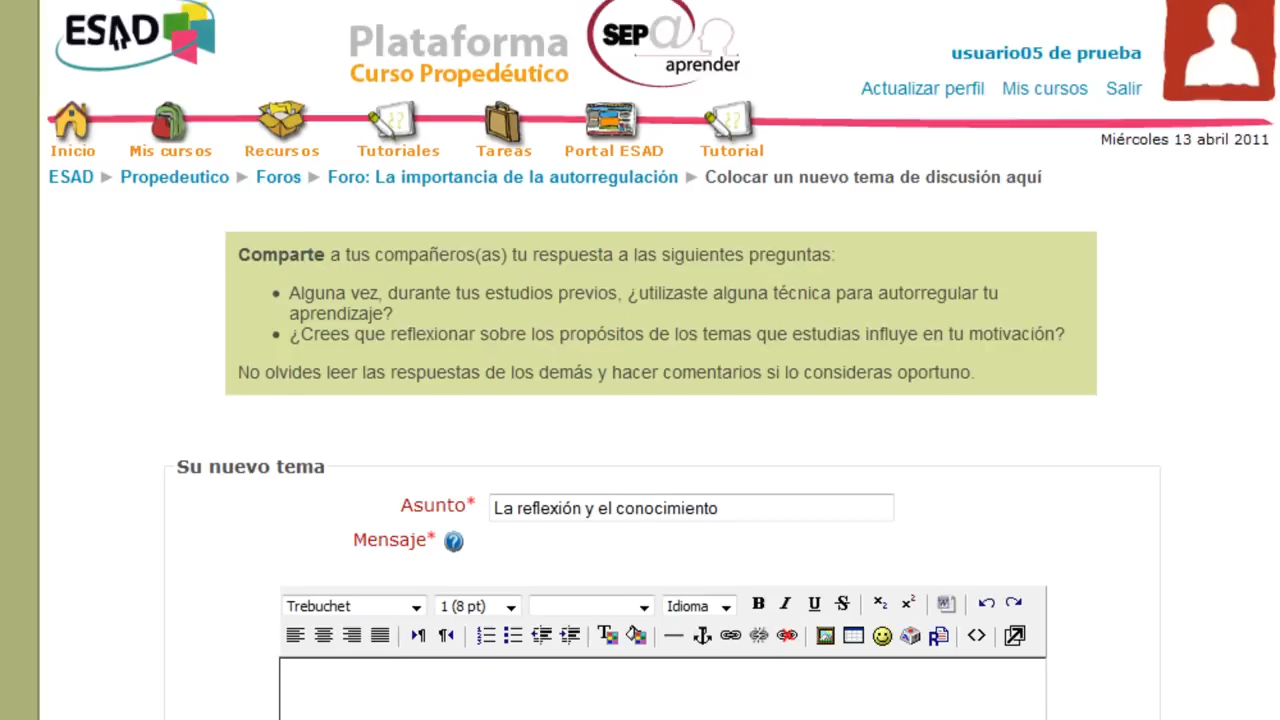 ESAD
Plataforma
Curso Propedéutico
SEP@
aprender
usuario05 de prueba
Actualizar perfil Mis cursos Salir
Miércoles 13 abril 2011
Inicio Mis cursos Recursos Tutoriales Tareas Portal ESAD Tutorial
ESAD ► Propedeutico ► Foros ► Foro: La importancia de la autorregulación ► Colocar un nuevo tema de discusión aquí
Comparte a tus compañeros(as) tu respuesta a las siguientes preguntas:
• Alguna vez, durante tus estudios previos, ¿utilizaste alguna técnica para autorregular tu
aprendizaje?
• ¿Crees que reflexionar sobre los propósitos de los temas que estudias influye en tu motivación?
No olvides leer las respuestas de los demás y hacer comentarios si lo consideras oportuno.
Su nuevo tema
Asunto* La reflexión y el conocimiento
Mensaje* ?
Trebuchet 1 (8 pt) Idioma B I U S x₂ x²